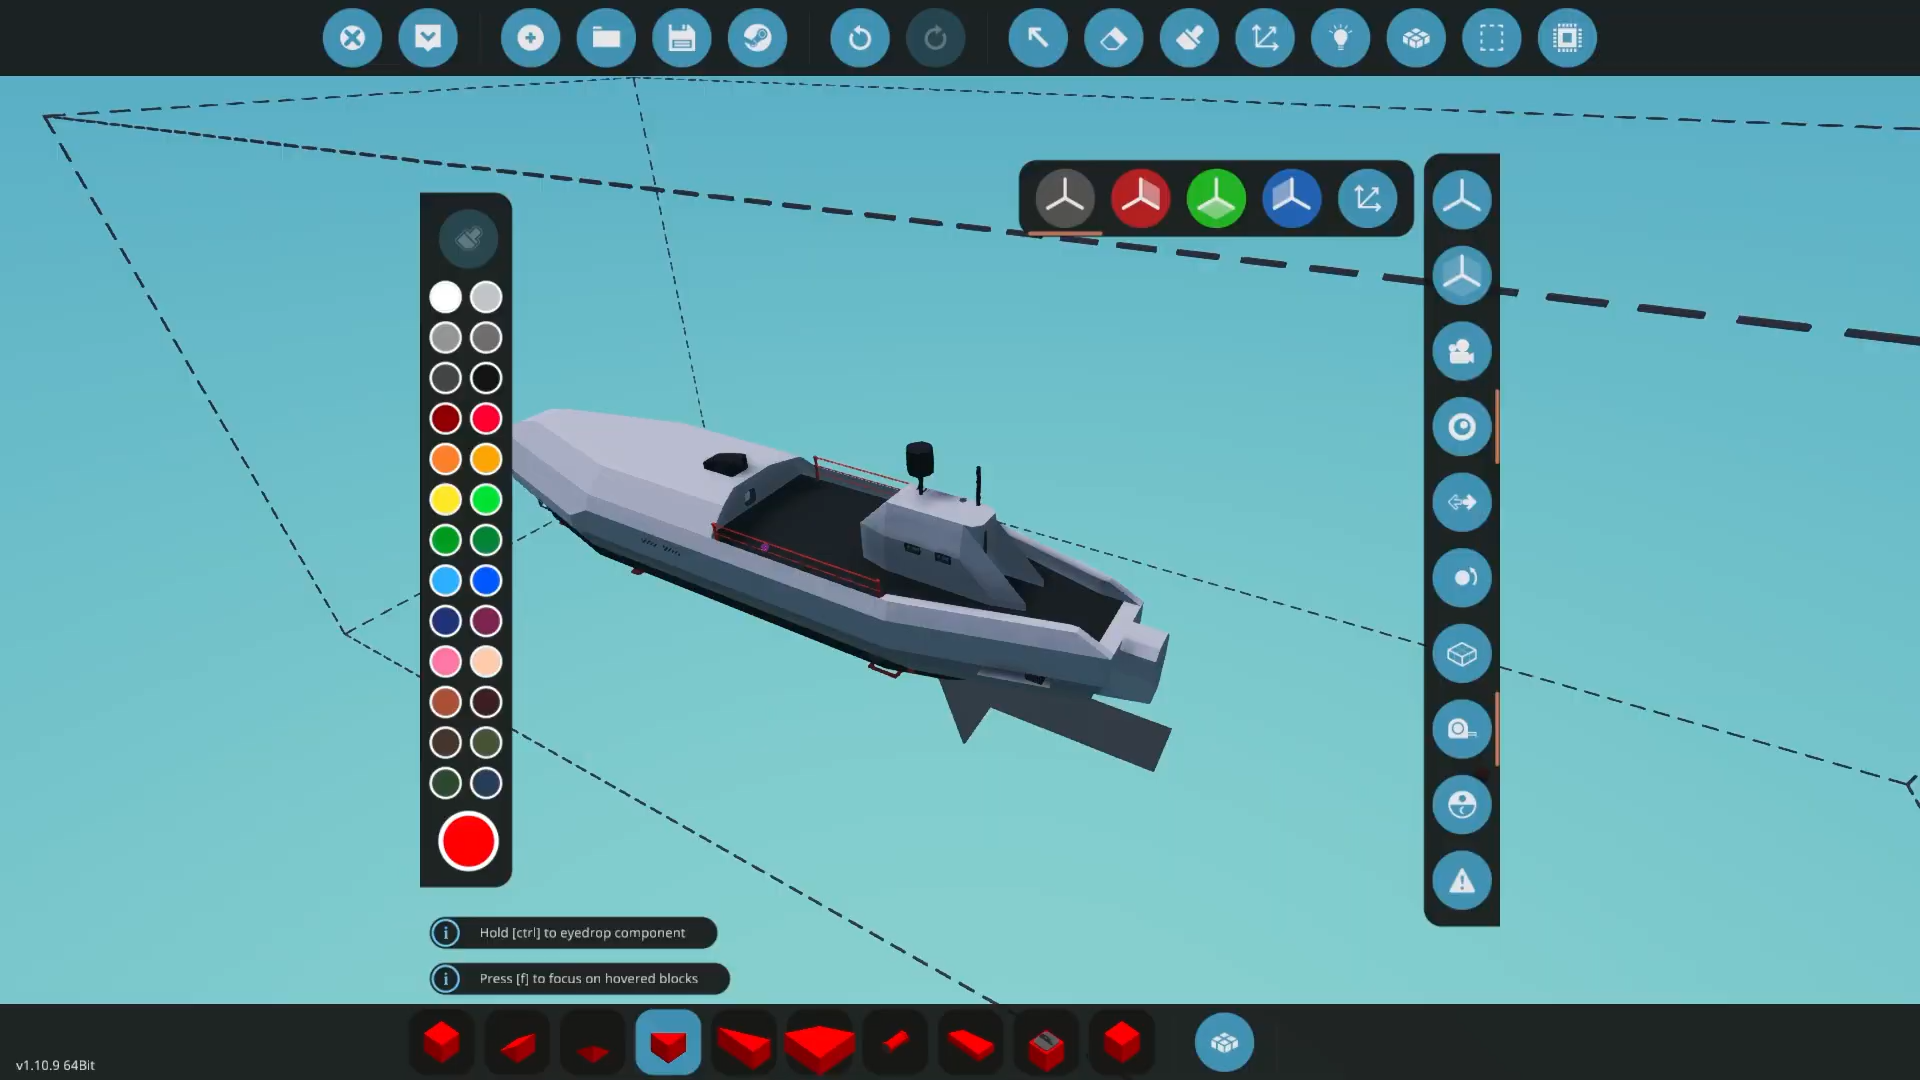 Hold [ctrl] to eyedrop component
Press [f] to focus on hovered blocks
v1.10.9 64Bit